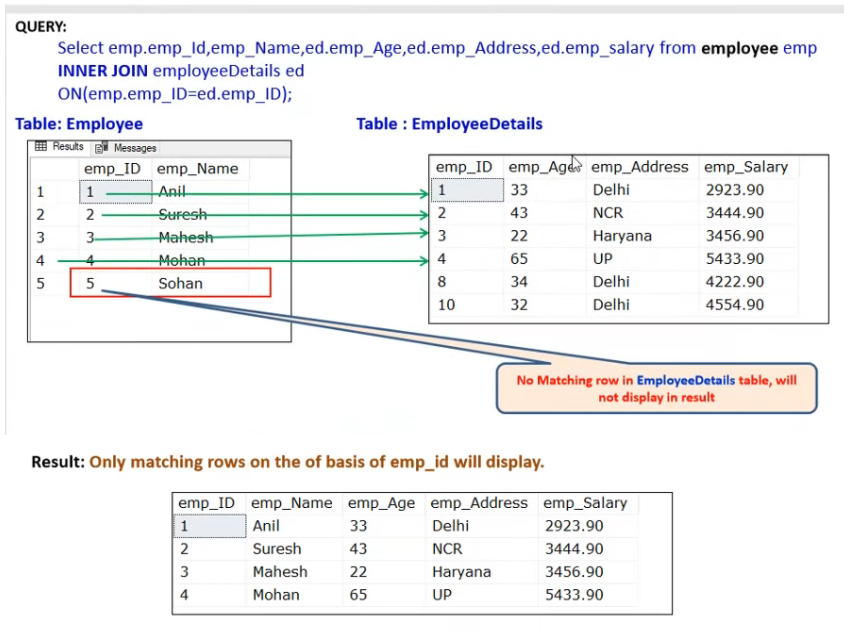 QUERY:
Select emp.emp_Id,emp_Name,ed.emp_Age,ed.emp_Address,ed.emp_salary from employee emp
INNER JOIN employeeDetails ed
ON(emp.emp_ID=ed.emp_ID);
Table: Employee
Results Messages
emp_ID emp_Name
1 1 Anil
2 2 Suresh
3 3 Mahesh
4 4 Mohan
5 5 Sohan
Table : EmployeeDetails
emp_ID emp_Age emp_Address emp_Salary
1 33 Delhi 2923.90
2 43 NCR 3444.90
3 22 Haryana 3456.90
4 65 UP 5433.90
8 34 Delhi 4222.90
10 32 Delhi 4554.90
No Matching row in EmployeeDetails table, will
not display in result
Result: Only matching rows on the of basis of emp_id will display.
emp_ID emp_Name emp_Age emp_Address emp_Salary
1 Anil 33 Delhi 2923.90
2 Suresh 43 NCR 3444.90
3 Mahesh 22 Haryana 3456.90
4 Mohan 65 UP 5433.90